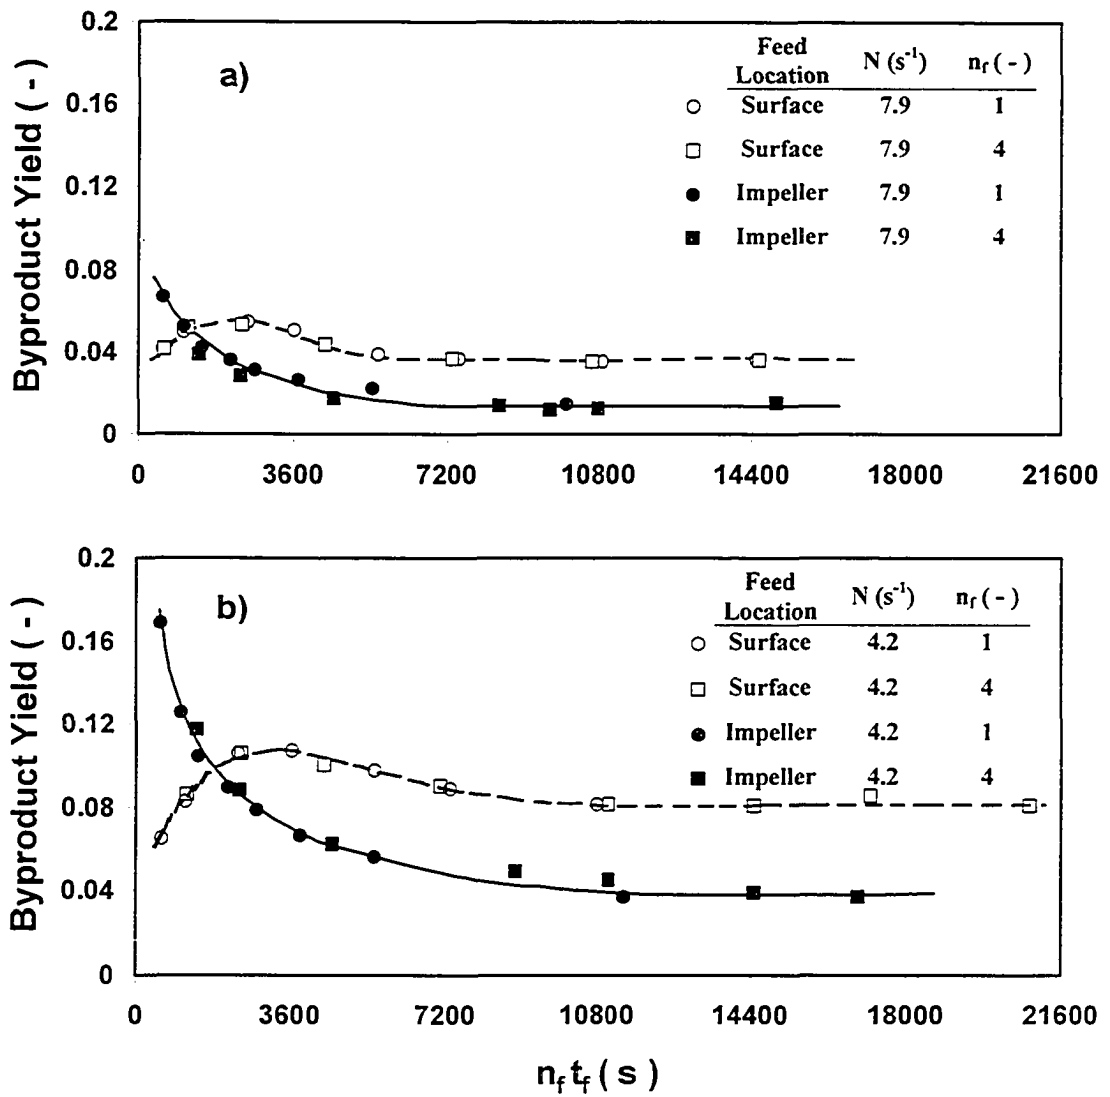 0.2
0.16
0.12
0.08
0.04
0
Byproduct Yield ( - )
a)
Feed
Location N (s-1) nf ( - )
Surface 7.9 1
Surface 7.9 4
Impeller 7.9 1
Impeller 7.9 4
0 3600 7200 10800 14400 18000 21600
0.2
0.16
0.12
0.08
0.04
0
Byproduct Yield ( - )
b)
Feed
Location N (s-1) nf ( - )
Surface 4.2 1
Surface 4.2 4
Impeller 4.2 1
Impeller 4.2 4
0 3600 7200 10800 14400 18000 21600
nf tf ( s )